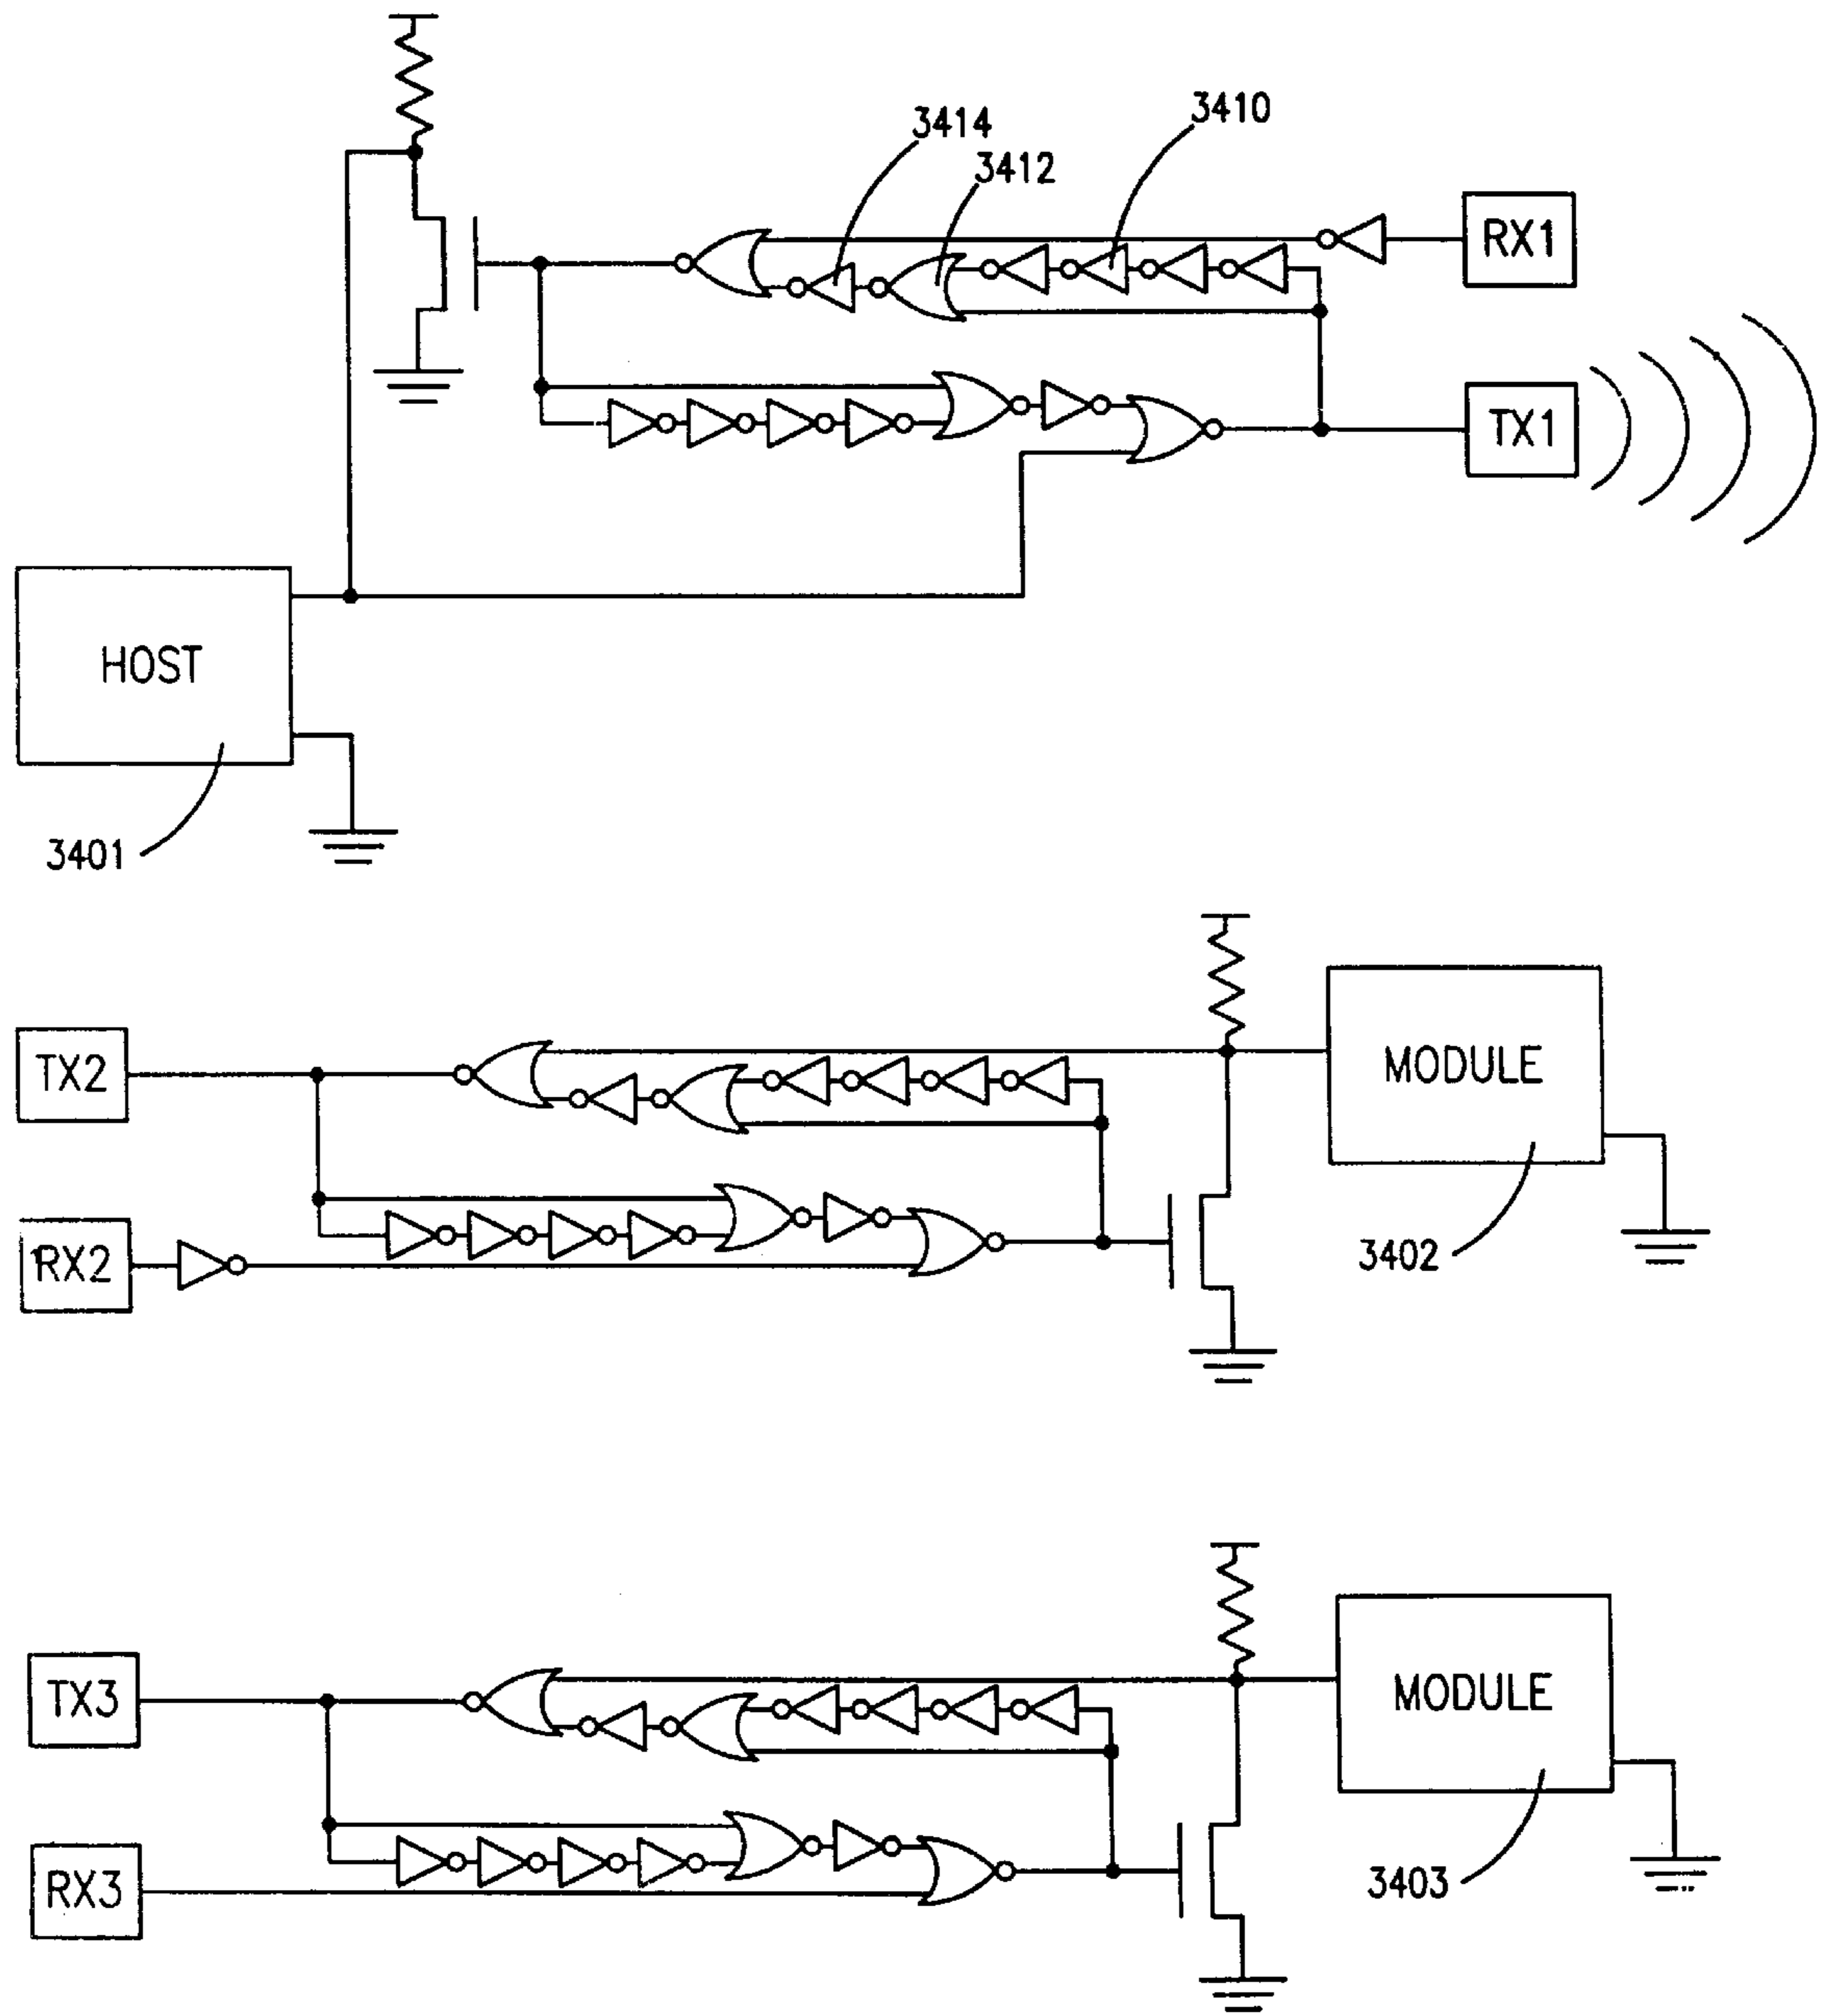 3414
3410
3412
RX1
TX1
HOST
3401
TX2
MODULE
RX2
3402
TX3
MODULE
RX3
3403